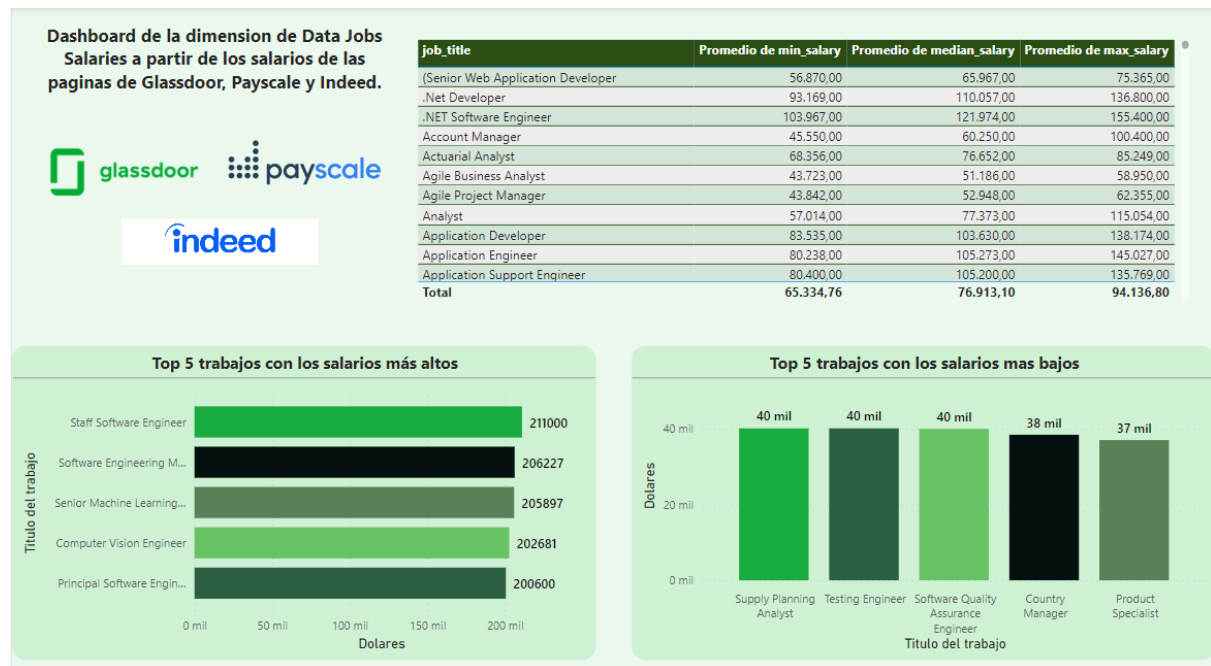 Dashboard de la dimension de Data Jobs
Salaries a partir de los salarios de las
paginas de Glassdoor, Payscale y Indeed.
glassdoor
payscale
indeed
job_title Promedio de min_salary Promedio de median_salary Promedio de max_salary
(Senior Web Application Developer 56.870,00 65.967,00 75.365,00
.Net Developer 93.169,00 110.057,00 136.800,00
.NET Software Engineer 103.967,00 121.974,00 155.400,00
Account Manager 45.550,00 60.250,00 100.400,00
Actuarial Analyst 68.356,00 76.652,00 85.249,00
Agile Business Analyst 43.723,00 51.186,00 58.950,00
Agile Project Manager 43.842,00 52.948,00 62.355,00
Analyst 57.014,00 77.373,00 115.054,00
Application Developer 83.535,00 103.630,00 138.174,00
Application Engineer 80.238,00 105.273,00 145.027,00
Application Support Engineer 80.400,00 105.200,00 135.769,00
Total 65.334,76 76.913,10 94.136,80
Top 5 trabajos con los salarios más altos
Titulo del trabajo
Staff Software Engineer 211000
Software Engineering M... 206227
Senior Machine Learning... 205897
Computer Vision Engineer 202681
Principal Software Engin... 200600
0 mil 50 mil 100 mil 150 mil 200 mil
Dolares
Top 5 trabajos con los salarios mas bajos
Dolares
40 mil
20 mil
0 mil
40 mil 40 mil 40 mil 38 mil 37 mil
Supply Planning Analyst
Testing Engineer
Software Quality Assurance Engineer
Country Manager
Product Specialist
Titulo del trabajo